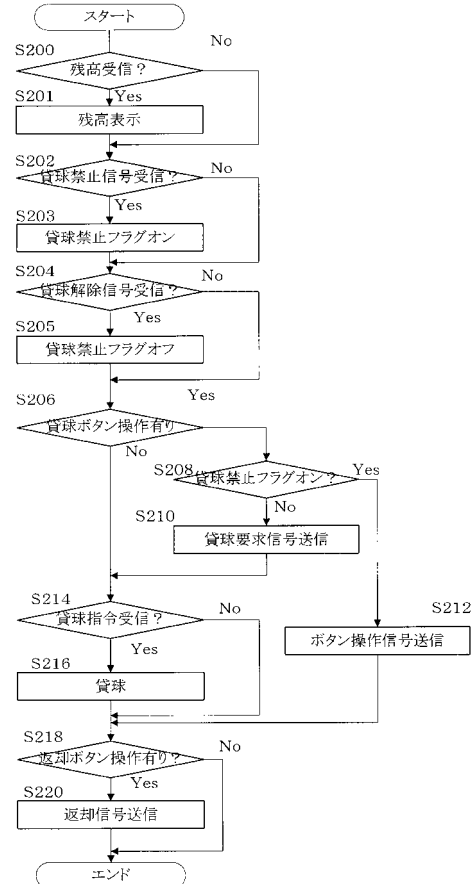 スタート
S200
No
残高受信？
S201
Yes
残高表示
S202
貸球禁止信号受信？
No
S203
Yes
貸球禁止フラグオン
S204
貸球解除信号受信？
No
S205
Yes
貸球禁止フラグオフ
S206
Yes
貸球ボタン操作有り
No
S208
貸球禁止フラグオン？
Yes
No
S210
貸球要求信号送信
S214
貸球指令受信？
No
S212
ボタン操作信号送信
S216
Yes
貸球
S218
返却ボタン操作有り？
No
S220
Yes
返却信号送信
エンド